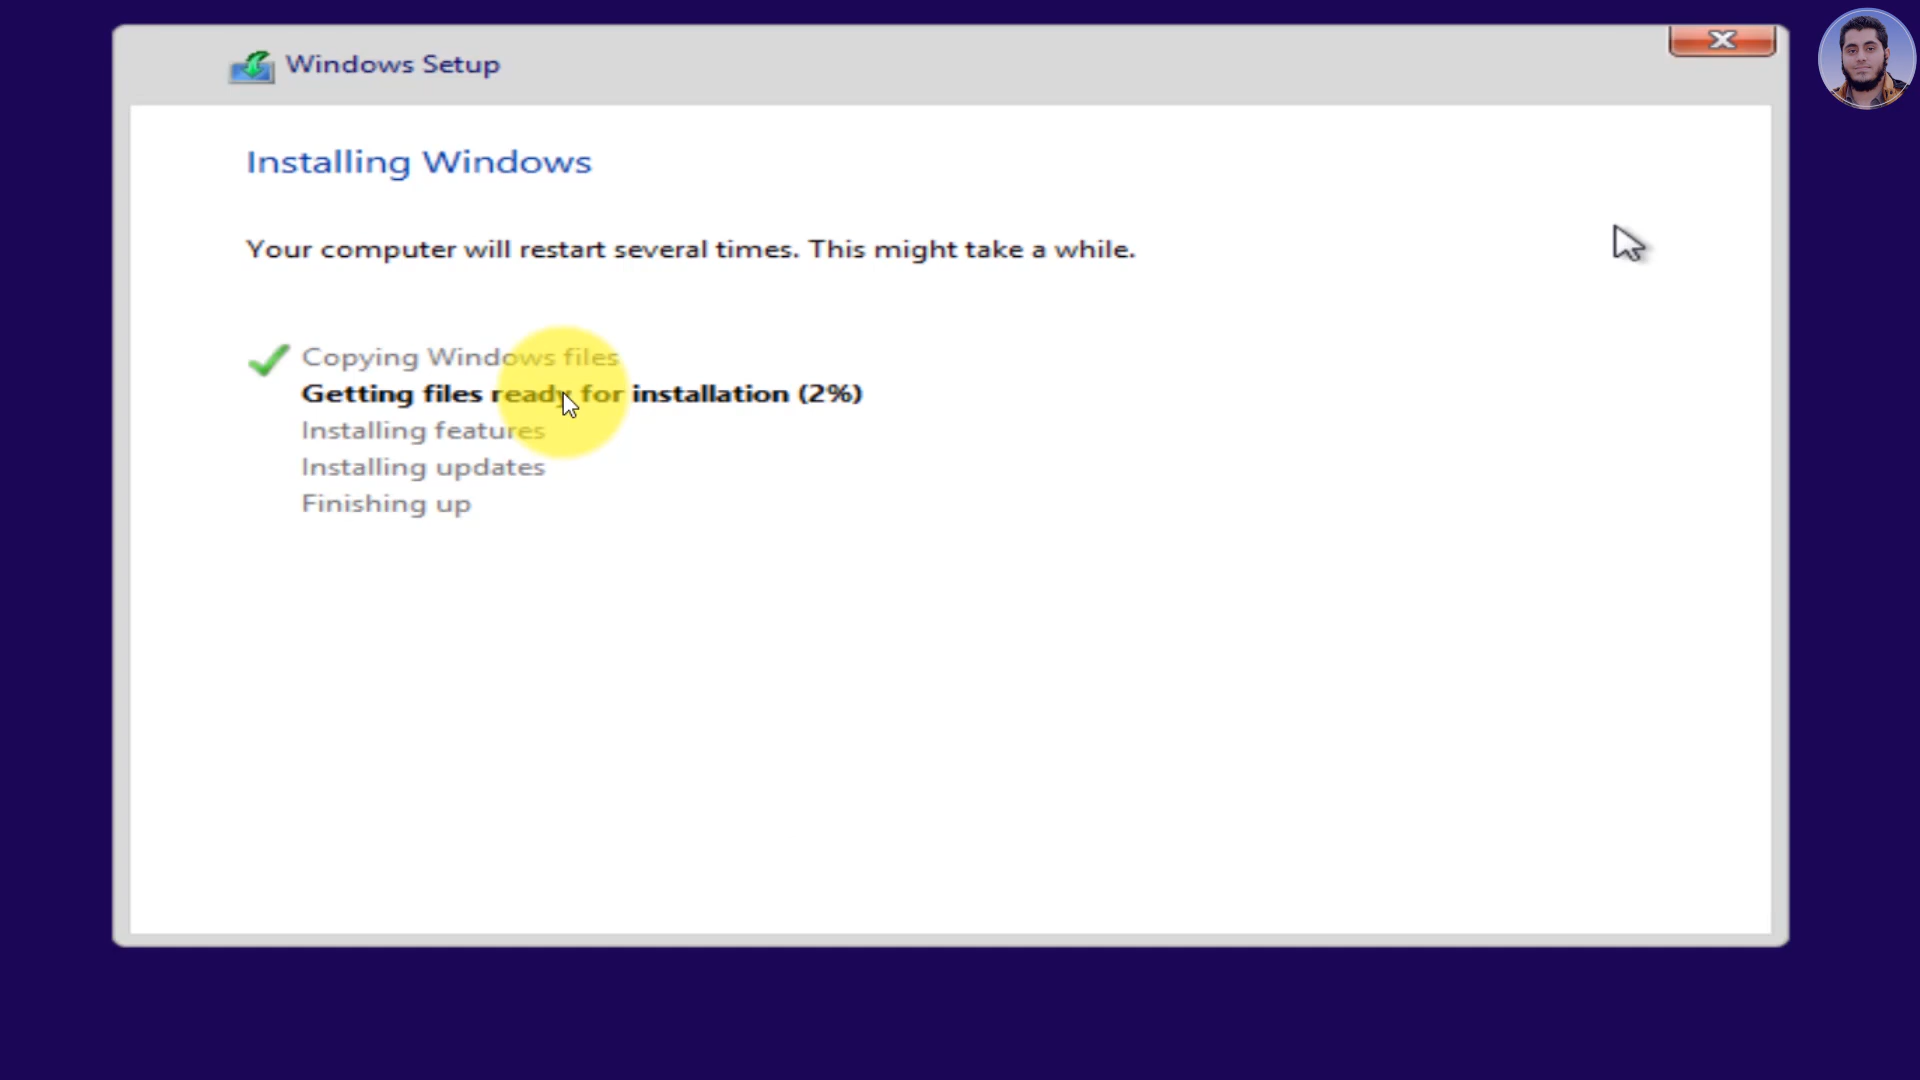 Windows Setup
Installing Windows
Your computer will restart several times. This might take a while.
Copying Windows files
Getting files ready for installation (2%)
Installing features
Installing updates
Finishing up